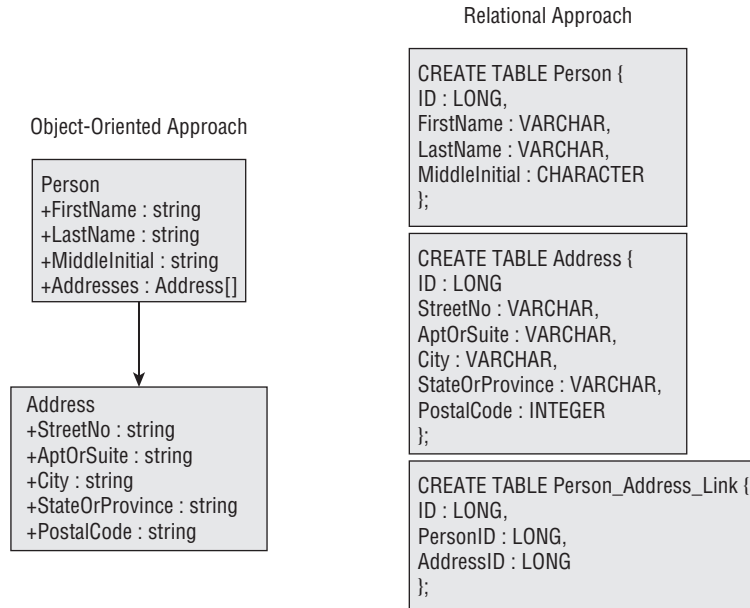 Object-Oriented Approach
Person
+FirstName : string
+LastName : string
+MiddleInitial : string
+Addresses : Address[]
Address
+StreetNo : string
+AptOrSuite : string
+City : string
+StateOrProvince : string
+PostalCode : string
Relational Approach
CREATE TABLE Person {
ID : LONG,
FirstName : VARCHAR,
LastName : VARCHAR,
MiddleInitial : CHARACTER
};
CREATE TABLE Address {
ID : LONG
StreetNo : VARCHAR,
AptOrSuite : VARCHAR,
City : VARCHAR,
StateOrProvince : VARCHAR,
PostalCode : INTEGER
};
CREATE TABLE Person_Address_Link {
ID : LONG,
PersonID : LONG,
AddressID : LONG
};